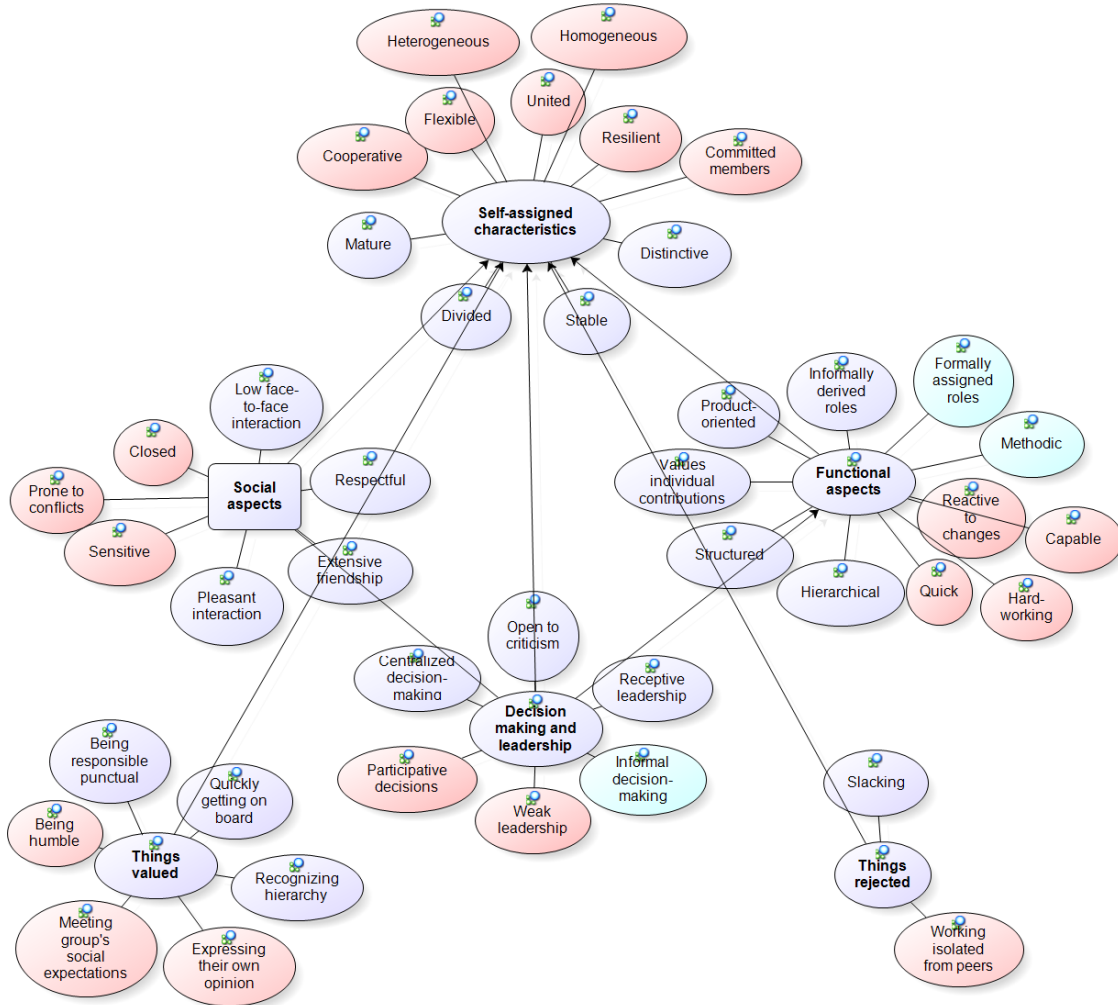 Heterogeneous
Homogeneous
United
Flexible
Resilient
Cooperative
Committed
members
Self-assigned
characteristics
Mature
Distinctive
Divided
Stable
Low face-
to-face
interaction
Closed
Prone to
conflicts
Social
aspects
Respectful
Sensitive
Extensive
friendship
Pleasant
interaction
Informally
derived roles
Formally
assigned
roles
Product-
oriented
Methodic
Values
individual
contributions
Functional
aspects
Reactive
to
changes
Capable
Structured
Hierarchical
Quick
Hard-
working
Open to
criticism
Centralized
decision-
making
Receptive
leadership
Decision
making and
leadership
Participative
decisions
Informal
decision-
making
Weak
leadership
Being
responsible
punctual
Quickly
getting on
board
Being
humble
Things
valued
Recognizing
hierarchy
Meeting
group's
social
expectations
Expressing
their own
opinion
Slacking
Things
rejected
Working
isolated
from peers